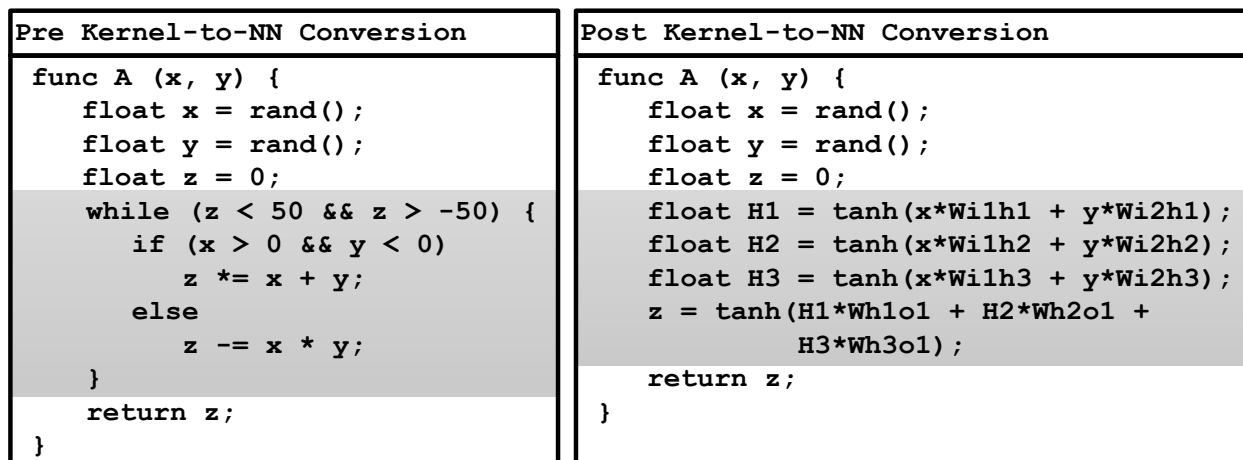 Pre Kernel-to-NN Conversion
func A (x, y) {
float x = rand();
float y = rand();
float z = 0;
while (z < 50 && z > -50) {
if (x > 0 && y < 0)
z *= x + y;
else
z -= x * y;
}
return z;
}
Post Kernel-to-NN Conversion
func A (x, y) {
float x = rand();
float y = rand();
float z = 0;
float H1 = tanh(x*Wi1h1 + y*Wi2h1);
float H2 = tanh(x*Wi1h2 + y*Wi2h2);
float H3 = tanh(x*Wi1h3 + y*Wi2h3);
z = tanh(H1*Wh1o1 + H2*Wh2o1 +
H3*Wh3o1);
return z;
}